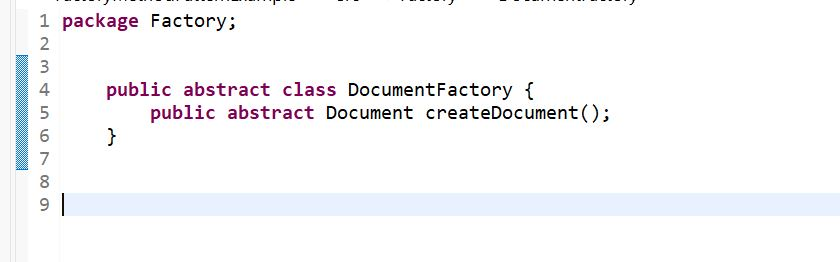 1 package Factory;
2
3
4 public abstract class DocumentFactory {
5 public abstract Document createDocument();
6 }
7
8
9